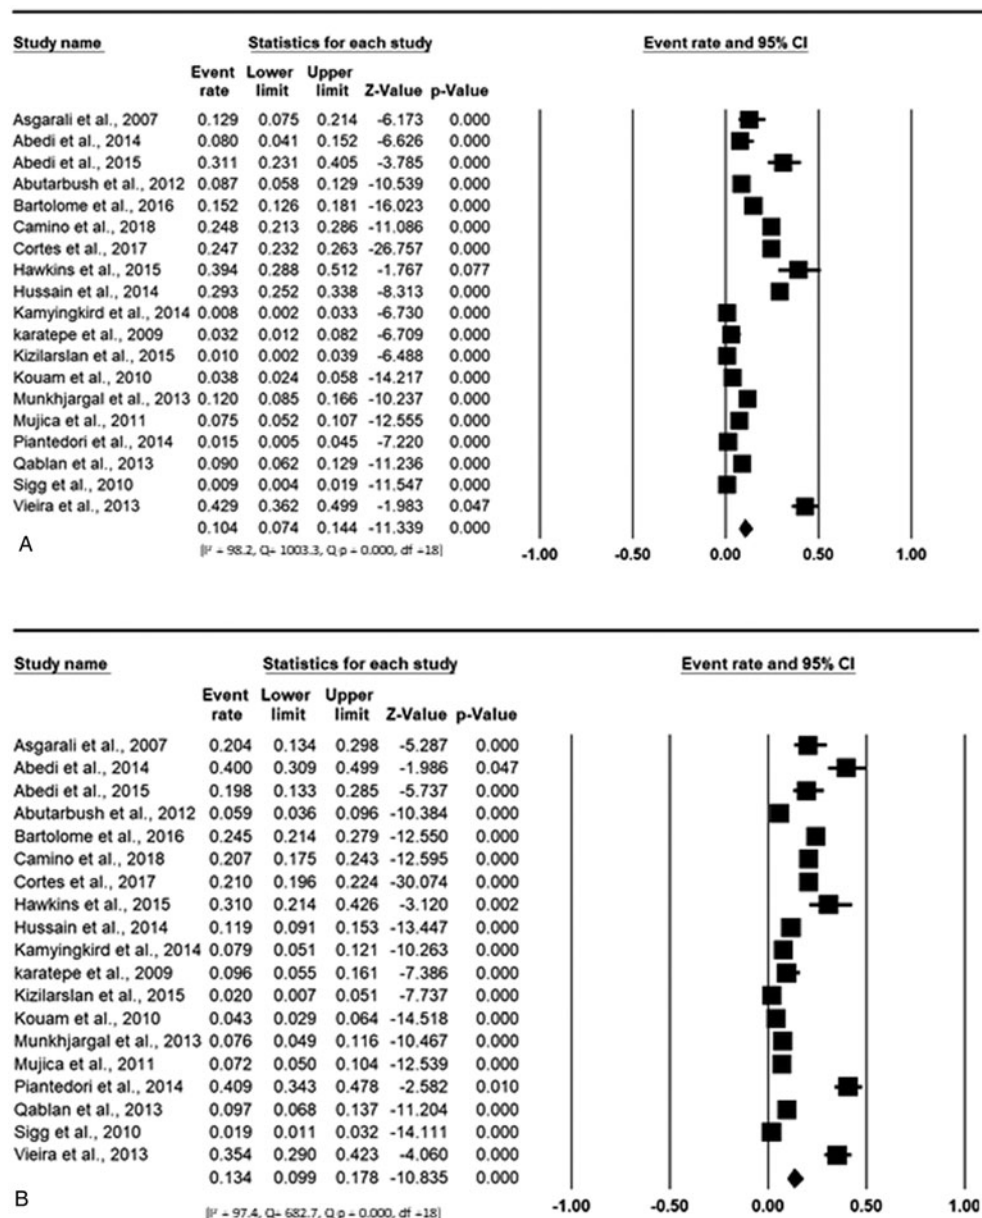 Study name Statistics for each study Event rate and 95% CI
Event Lower Upper
rate limit limit Z-Value p-Value
Asgarali et al., 2007 0.129 0.075 0.214 -6.173 0.000
Abedi et al., 2014 0.080 0.041 0.152 -6.626 0.000
Abedi et al., 2015 0.311 0.231 0.405 -3.785 0.000
Abutarbush et al., 2012 0.087 0.058 0.129 -10.539 0.000
Bartolome et al., 2016 0.152 0.126 0.181 -16.023 0.000
Camino et al., 2018 0.248 0.213 0.286 -11.086 0.000
Cortes et al., 2017 0.247 0.232 0.263 -26.757 0.000
Hawkins et al., 2015 0.394 0.288 0.512 -1.767 0.077
Hussain et al., 2014 0.293 0.252 0.338 -8.313 0.000
Kamyingkird et al., 2014 0.008 0.002 0.033 -6.730 0.000
karatepe et al., 2009 0.032 0.012 0.082 -6.709 0.000
Kizilarslan et al., 2015 0.010 0.002 0.039 -6.488 0.000
Kouam et al., 2010 0.038 0.024 0.058 -14.217 0.000
Munkhjargal et al., 2013 0.120 0.085 0.166 -10.237 0.000
Mujica et al., 2011 0.075 0.052 0.107 -12.555 0.000
Piantedori et al., 2014 0.015 0.005 0.045 -7.220 0.000
Qablan et al., 2013 0.090 0.062 0.129 -11.236 0.000
Sigg et al., 2010 0.009 0.004 0.019 -11.547 0.000
Vieira et al., 2013 0.429 0.362 0.499 -1.983 0.047
0.104 0.074 0.144 -11.339 0.000
A [I² = 98.2, Q= 1003.3, Q p = 0.000, df =18]
-1.00 -0.50 0.00 0.50 1.00
Study name Statistics for each study Event rate and 95% CI
Event Lower Upper
rate limit limit Z-Value p-Value
Asgarali et al., 2007 0.204 0.134 0.298 -5.287 0.000
Abedi et al., 2014 0.400 0.309 0.499 -1.986 0.047
Abedi et al., 2015 0.198 0.133 0.285 -5.737 0.000
Abutarbush et al., 2012 0.059 0.036 0.096 -10.384 0.000
Bartolome et al., 2016 0.245 0.214 0.279 -12.550 0.000
Camino et al., 2018 0.207 0.175 0.243 -12.595 0.000
Cortes et al., 2017 0.210 0.196 0.224 -30.074 0.000
Hawkins et al., 2015 0.310 0.214 0.426 -3.120 0.002
Hussain et al., 2014 0.119 0.091 0.153 -13.447 0.000
Kamyingkird et al., 2014 0.079 0.051 0.121 -10.263 0.000
karatepe et al., 2009 0.096 0.055 0.161 -7.386 0.000
Kizilarslan et al., 2015 0.020 0.007 0.051 -7.737 0.000
Kouam et al., 2010 0.043 0.029 0.064 -14.518 0.000
Munkhjargal et al., 2013 0.076 0.049 0.116 -10.467 0.000
Mujica et al., 2011 0.072 0.050 0.104 -12.539 0.000
Piantedori et al., 2014 0.409 0.343 0.478 -2.582 0.010
Qablan et al., 2013 0.097 0.068 0.137 -11.204 0.000
Sigg et al., 2010 0.019 0.011 0.032 -14.111 0.000
Vieira et al., 2013 0.354 0.290 0.423 -4.060 0.000
0.134 0.099 0.178 -10.835 0.000
B [I² = 97.4, Q= 682.7, Q p = 0.000, df =18]
-1.00 -0.50 0.00 0.50 1.00